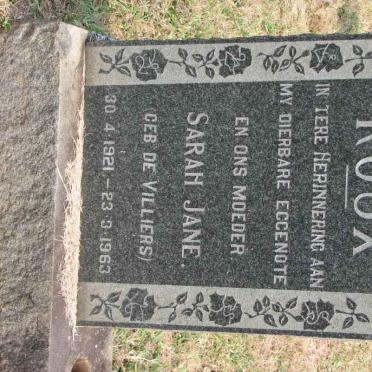 ROUX
IN TERE HERINNERING AAN
MY DIERBARE EGGENOTE
EN ONS MOEDER
SARAH JANE.
(GEB DE VILLIERS)
30.4.1821 – 23.3.1963